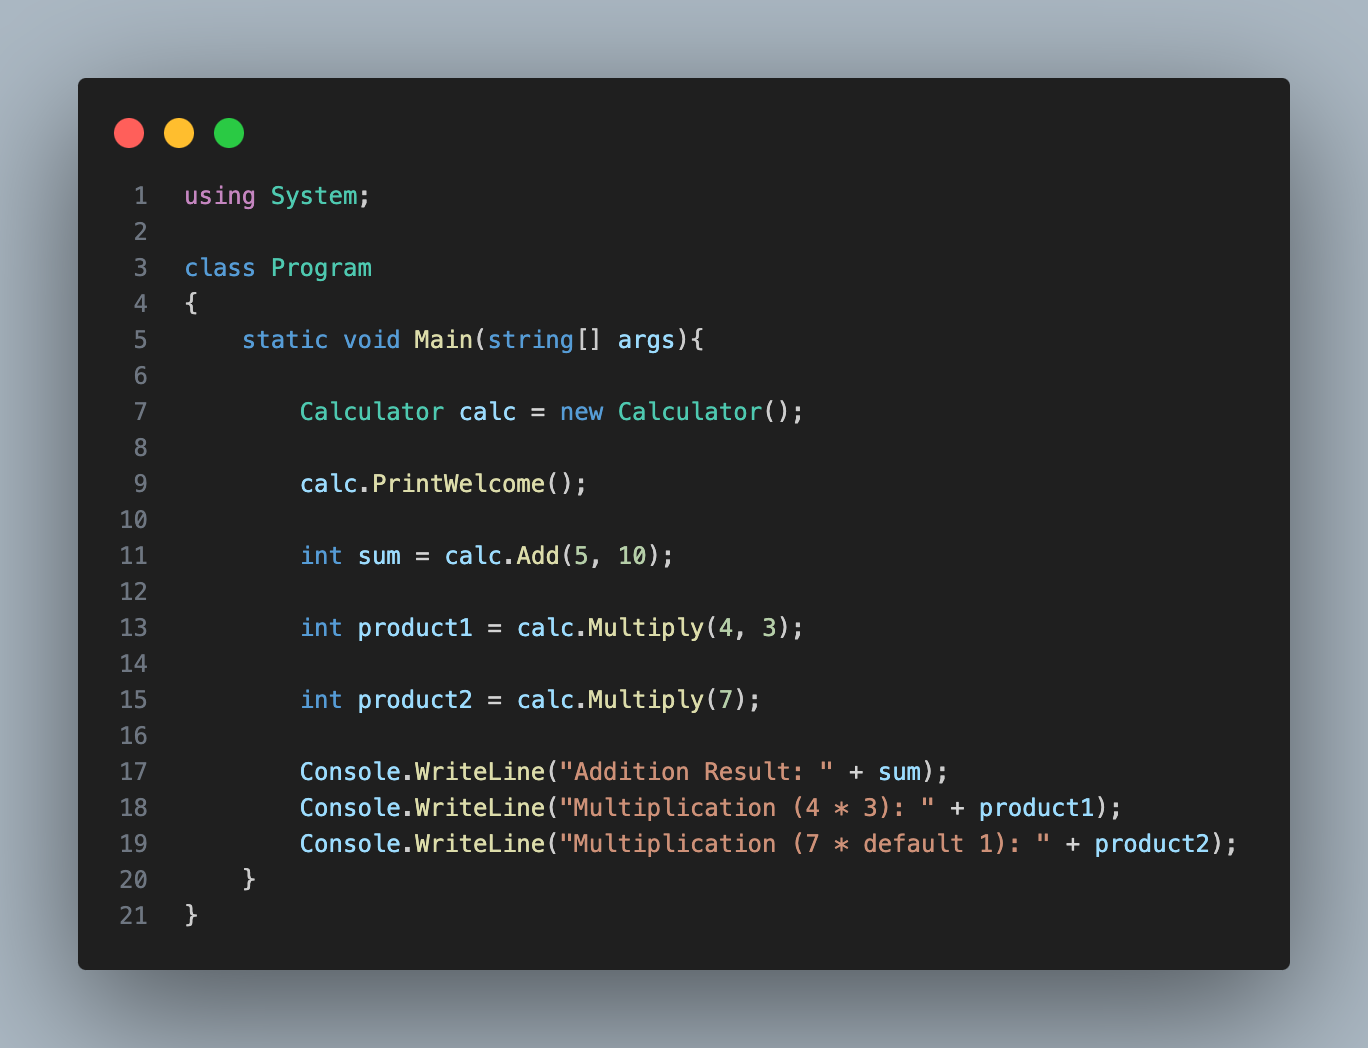 1 using System;
2
3 class Program
4 {
5     static void Main(string[] args){
6
7         Calculator calc = new Calculator();
8
9         calc.PrintWelcome();
10
11         int sum = calc.Add(5, 10);
12
13         int product1 = calc.Multiply(4, 3);
14
15         int product2 = calc.Multiply(7);
16
17         Console.WriteLine("Addition Result: " + sum);
18         Console.WriteLine("Multiplication (4 * 3): " + product1);
19         Console.WriteLine("Multiplication (7 * default 1): " + product2);
20     }
21 }